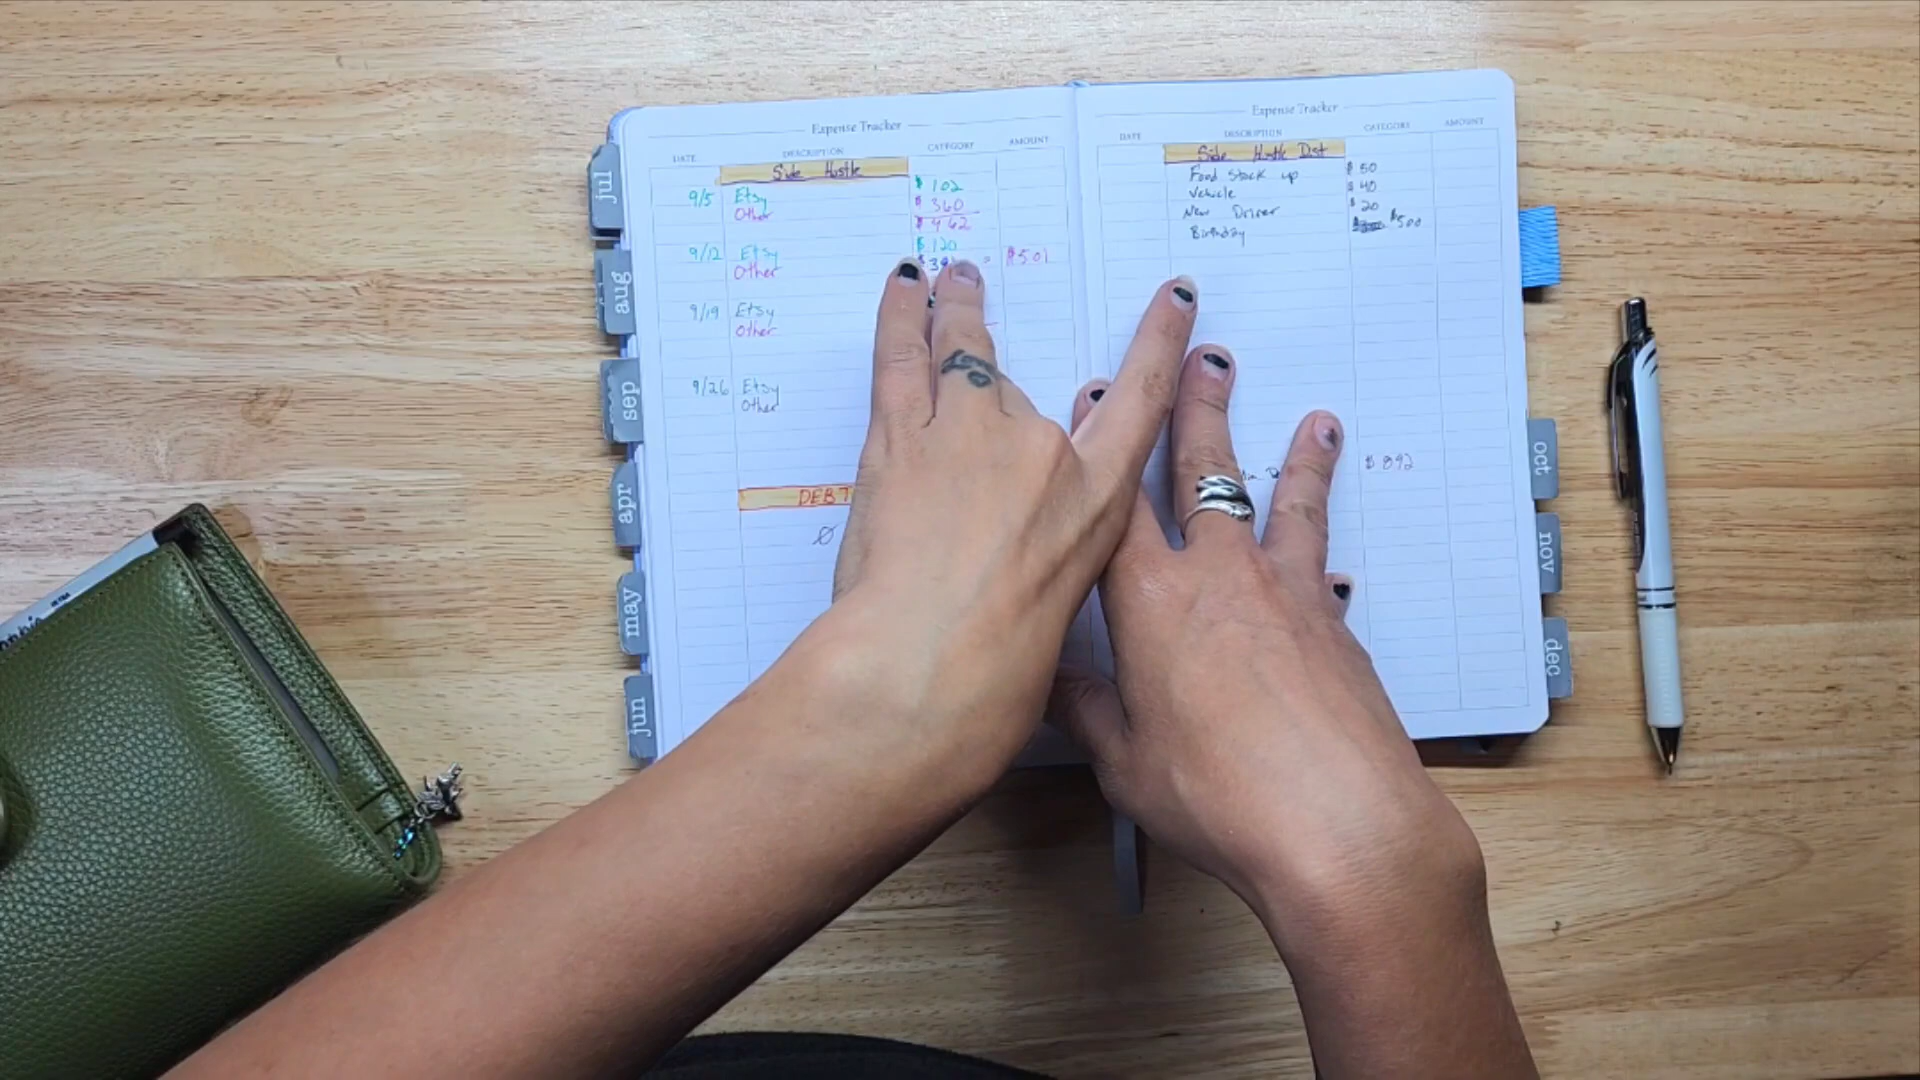 Expense Tracker
DATE DESCRIPTION CATEGORY AMOUNT
Side Hustle
9/5 Etsy $102
Other $360
$462
9/12 Etsy $120
Other = $501
9/19 Etsy
Other
9/26 Etsy
Other
DEBT
Ø
Expense Tracker
DATE DESCRIPTION CATEGORY AMOUNT
Side Hustle Dist
Food Stock up $50
Vehicle $40
New Driver $20
Birthday $500
$892
jul
aug
sep
apr
may
jun
oct
nov
dec